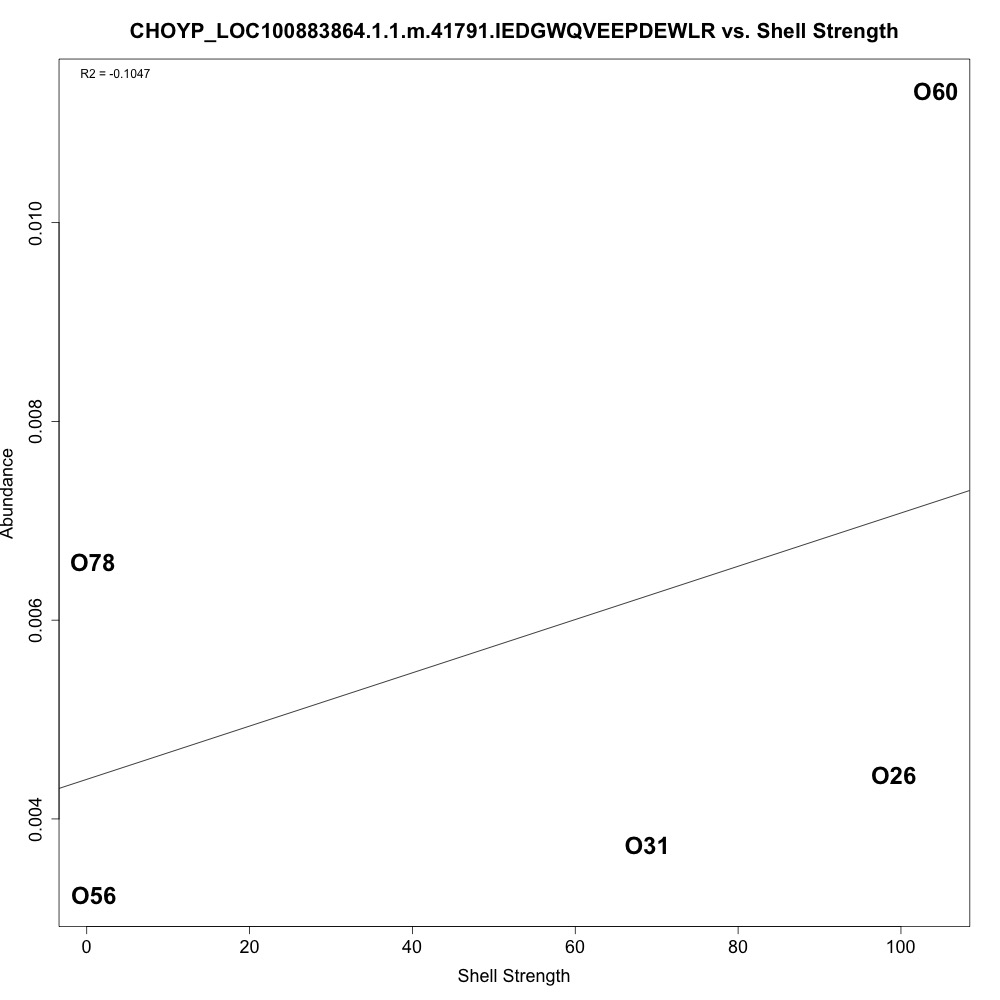 CHOYP_LOC100883864.1.1.m.41791.IEDGWQVEEPDEWLR vs. Shell Strength
R2 = -0.1047
O60
0.010
0.008
Abundance
O78
0.006
O26
0.004
O31
O56
0 20 40 60 80 100
Shell Strength